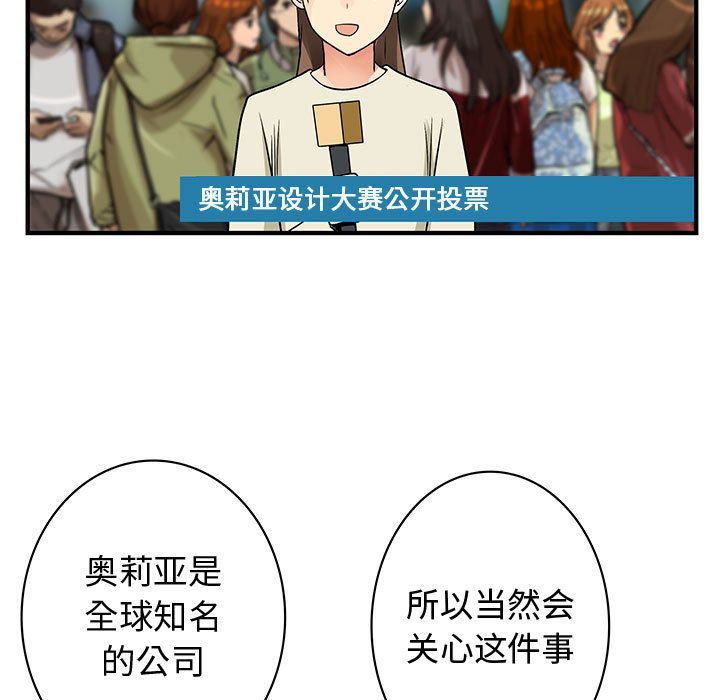 奥莉亚设计大赛公开投票
奥莉亚是
全球知名
的公司
所以当然会
关心这件事